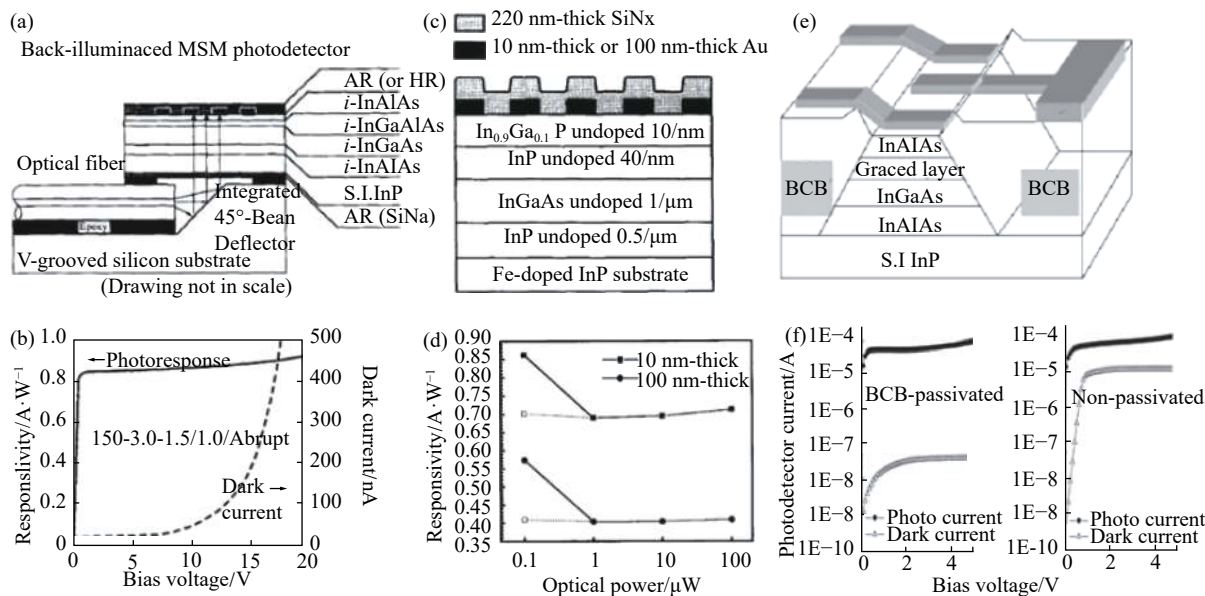 (a)
Back-illuminaced MSM photodetector
AR (or HR)
i-InAlAs
i-InGaAlAs
i-InGaAs
i-InAlAs
S.I.InP
AR (SiNa)
Optical fiber
Integrated
45°-Bean
Deflector
Epoxy
V-grooved silicon substrate
(Drawing not in scale)
(b)
1.0
0.8
0.6
0.4
0.2
0
Responslivity/A·W⁻¹
500
400
300
200
100
0
Dark current/nA
←Photoresponse
150-3.0-1.5/1.0/Abrupt
Dark →
current
0 5 10 15 20
Bias voltage/V
(c)
220 nm-thick SiNx
10 nm-thick or 100 nm-thick Au
In0.9Ga0.1 P undoped 10/nm
InP undoped 40/nm
InGaAs undoped 1/μm
InP undoped 0.5/μm
Fe-doped InP substrate
(d)
0.90
0.85
0.80
0.75
0.70
0.65
0.60
0.55
0.50
0.45
0.40
0.35
Responsivity/A·W⁻¹
10 nm-thick
100 nm-thick
0.1 1 10 100
Optical power/μW
(e)
InAlAs
Graced layer
InGaAs
InAlAs
S.I InP
BCB
BCB
(f)
Photodetector current/A
1E-4
1E-5
1E-6
1E-7
1E-8
1E-8
1E-10
BCB-passivated
Photo current
Dark current
0 2 4
1E-4
1E-5
1E-6
1E-7
1E-8
1E-8
1E-10
Non-passivated
Photo current
Dark current
0 2 4
Bias voltage/V